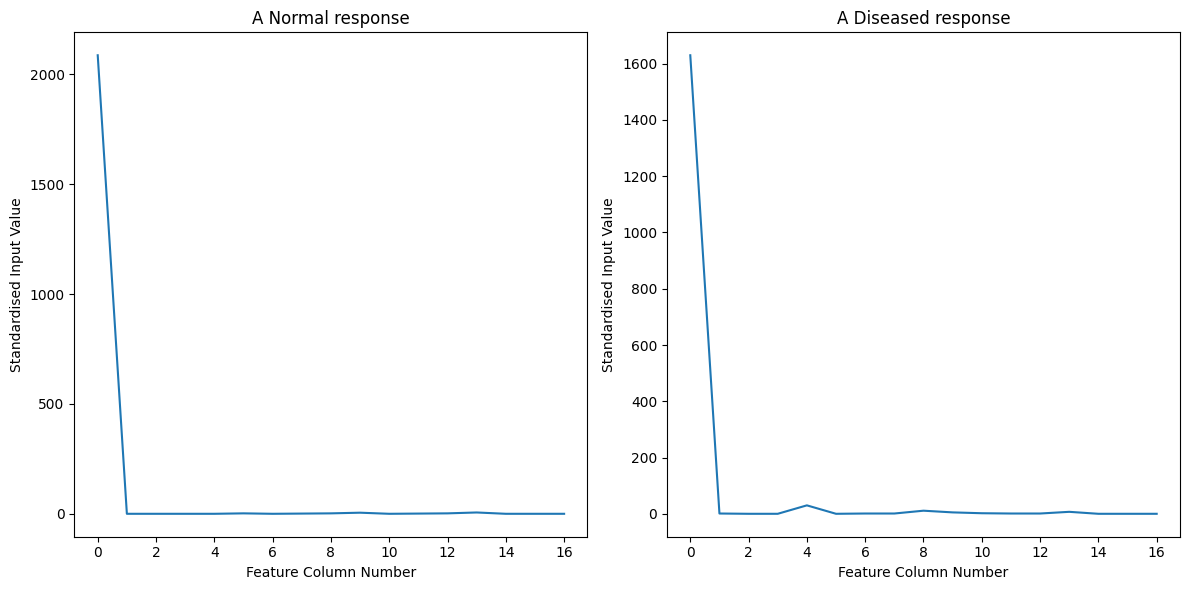 A Normal response
A Diseased response
Standardised Input Value
2000
1500
1000
500
0
0 2 4 6 8 10 12 14 16
Feature Column Number
Standardised Input Value
1600
1400
1200
1000
800
600
400
200
0
0 2 4 6 8 10 12 14 16
Feature Column Number